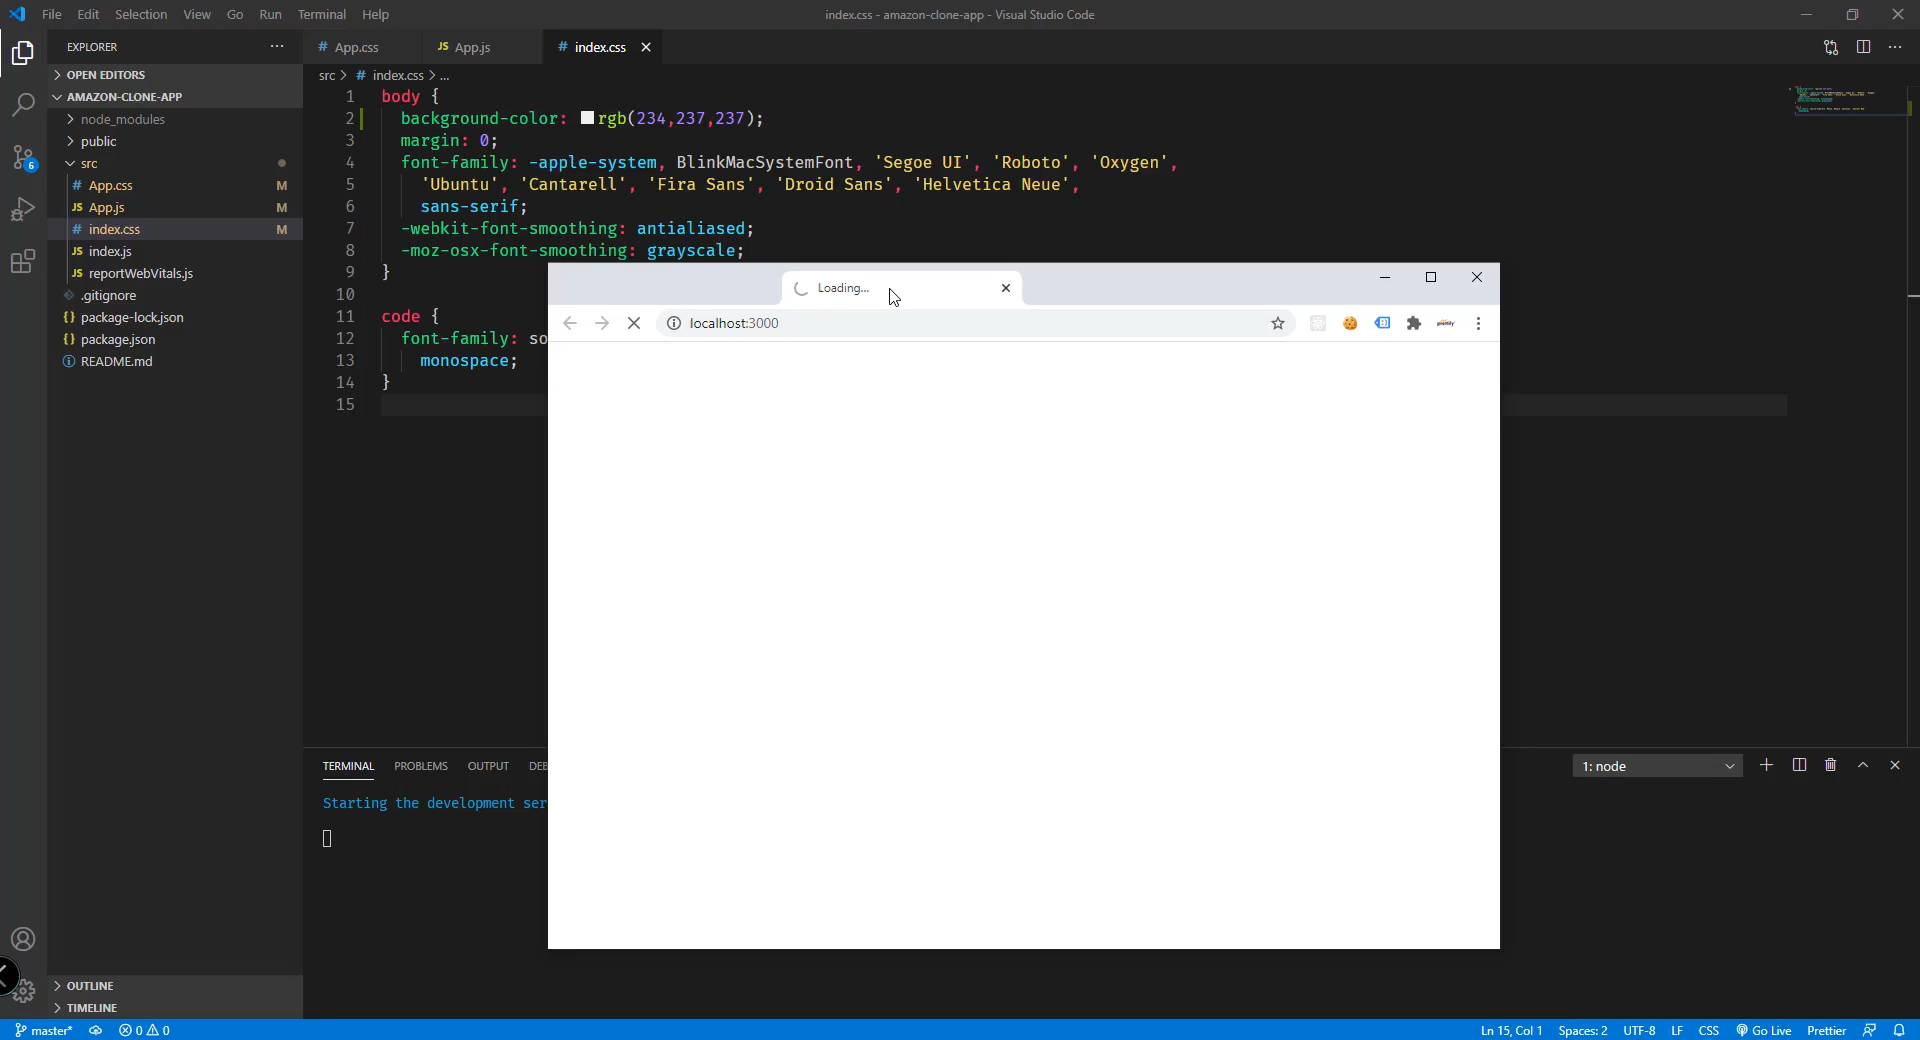 File Edit Selection View Go Run Terminal Help
index.css - amazon-clone-app - Visual Studio Code
EXPLORER
OPEN EDITORS
AMAZON-CLONE-APP
node_modules
public
src
# App.css M
JS App.js M
# index.css M
JS index.js
JS reportWebVitals.js
.gitignore
{} package-lock.json
{} package.json
README.md
OUTLINE
TIMELINE
6
# App.css
JS App.js
# index.css
src > # index.css > ...
1 body {
2 background-color: rgb(234,237,237);
3 margin: 0;
4 font-family: -apple-system, BlinkMacSystemFont, 'Segoe UI', 'Roboto', 'Oxygen',
5 'Ubuntu', 'Cantarell', 'Fira Sans', 'Droid Sans', 'Helvetica Neue',
6 sans-serif;
7 -webkit-font-smoothing: antialiased;
8 -moz-osx-font-smoothing: grayscale;
9 }
10
11 code {
12 font-family: so
13 monospace;
14 }
15
Loading...
localhost:3000
TERMINAL PROBLEMS OUTPUT DEB
1: node
Starting the development ser
master* 0 0
Ln 15, Col 1 Spaces: 2 UTF-8 LF CSS Go Live Prettier